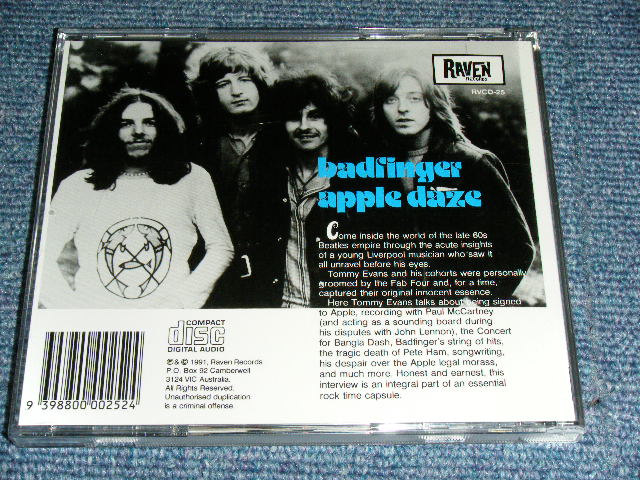 RAVEN
RECORDS
RVCD-25
badfinger
apple daze
Come inside the world of the late 60s
Beatles empire through the acute insights
of a young Liverpool musician who saw it
all unravel before his eyes.
Tommy Evans and his cohorts were personally
groomed by the Fab Four and, for a time,
captured their original innocent essence.
Here Tommy Evans talks about being signed
to Apple, recording with Paul McCartney
(and acting as a sounding board during
his disputes with John Lennon), the Concert
for Bangla Dash, Badfinger's string of hits,
the tragic death of Pete Ham, songwriting,
his despair over the Apple legal morass,
and much more. Honest and earnest, this
interview is an integral part of an essential
rock time capsule.
COMPACT
disc
DIGITAL AUDIO
℗ & © 1991, Raven Records
P.O. Box 92 Camberwell
3124 VIC Australia.
All Rights Reserved.
Unauthorised duplication
is a criminal offense.
9 398800 002524